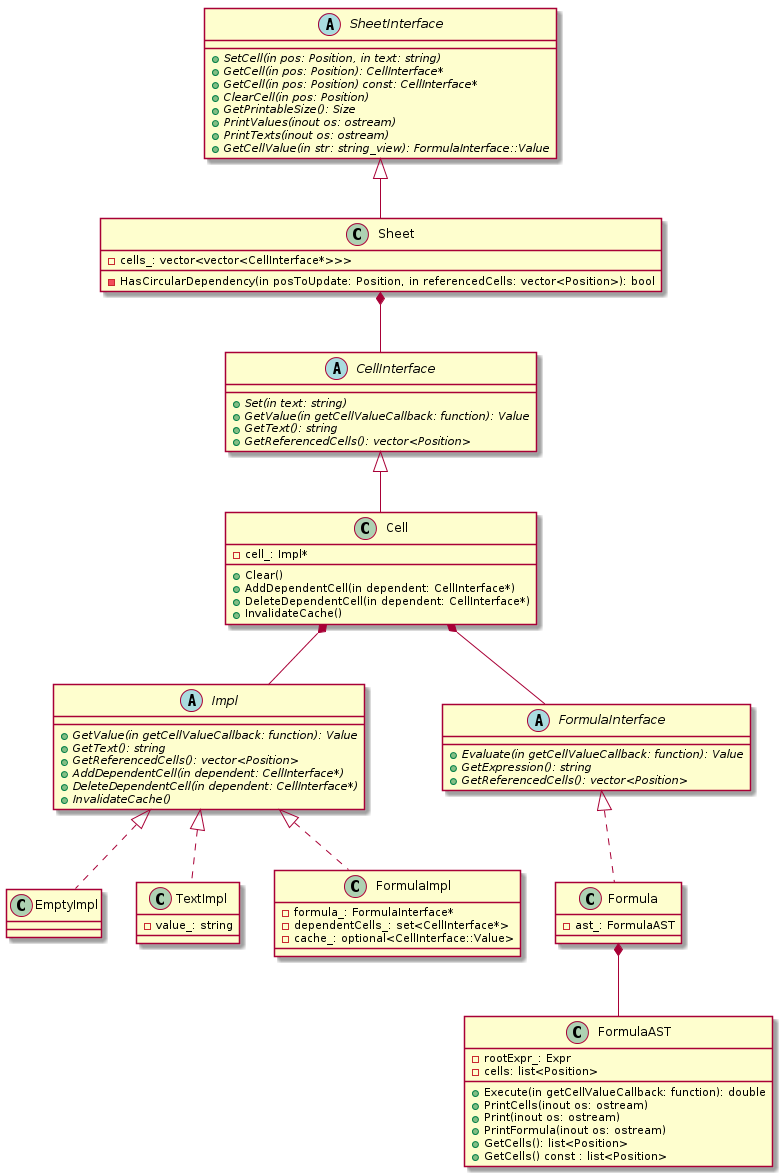 A SheetInterface
SetCell(in pos: Position, in text: string)
GetCell(in pos: Position): CellInterface*
GetCell(in pos: Position) const: CellInterface*
ClearCell(in pos: Position)
GetPrintableSize(): Size
PrintValues(inout os: ostream)
PrintTexts(inout os: ostream)
GetCellValue(in str: string_view): FormulaInterface::Value
C Sheet
cells_: vector<vector<CellInterface*>>>
HasCircularDependency(in posToUpdate: Position, in referencedCells: vector<Position>): bool
A CellInterface
Set(in text: string)
GetValue(in getCellValueCallback: function): Value
GetText(): string
GetReferencedCells(): vector<Position>
C Cell
cell_: Impl*
Clear()
AddDependentCell(in dependent: CellInterface*)
DeleteDependentCell(in dependent: CellInterface*)
InvalidateCache()
A Impl
GetValue(in getCellValueCallback: function): Value
GetText(): string
GetReferencedCells(): vector<Position>
AddDependentCell(in dependent: CellInterface*)
DeleteDependentCell(in dependent: CellInterface*)
InvalidateCache()
A FormulaInterface
Evaluate(in getCellValueCallback: function): Value
GetExpression(): string
GetReferencedCells(): vector<Position>
C EmptyImpl
C TextImpl
value_: string
C FormulaImpl
formula_: FormulaInterface*
dependentCells_: set<CellInterface*>
cache_: optional<CellInterface::Value>
C Formula
ast_: FormulaAST
C FormulaAST
rootExpr_: Expr
cells: list<Position>
Execute(in getCellValueCallback: function): double
PrintCells(inout os: ostream)
Print(inout os: ostream)
PrintFormula(inout os: ostream)
GetCells(): list<Position>
GetCells() const : list<Position>